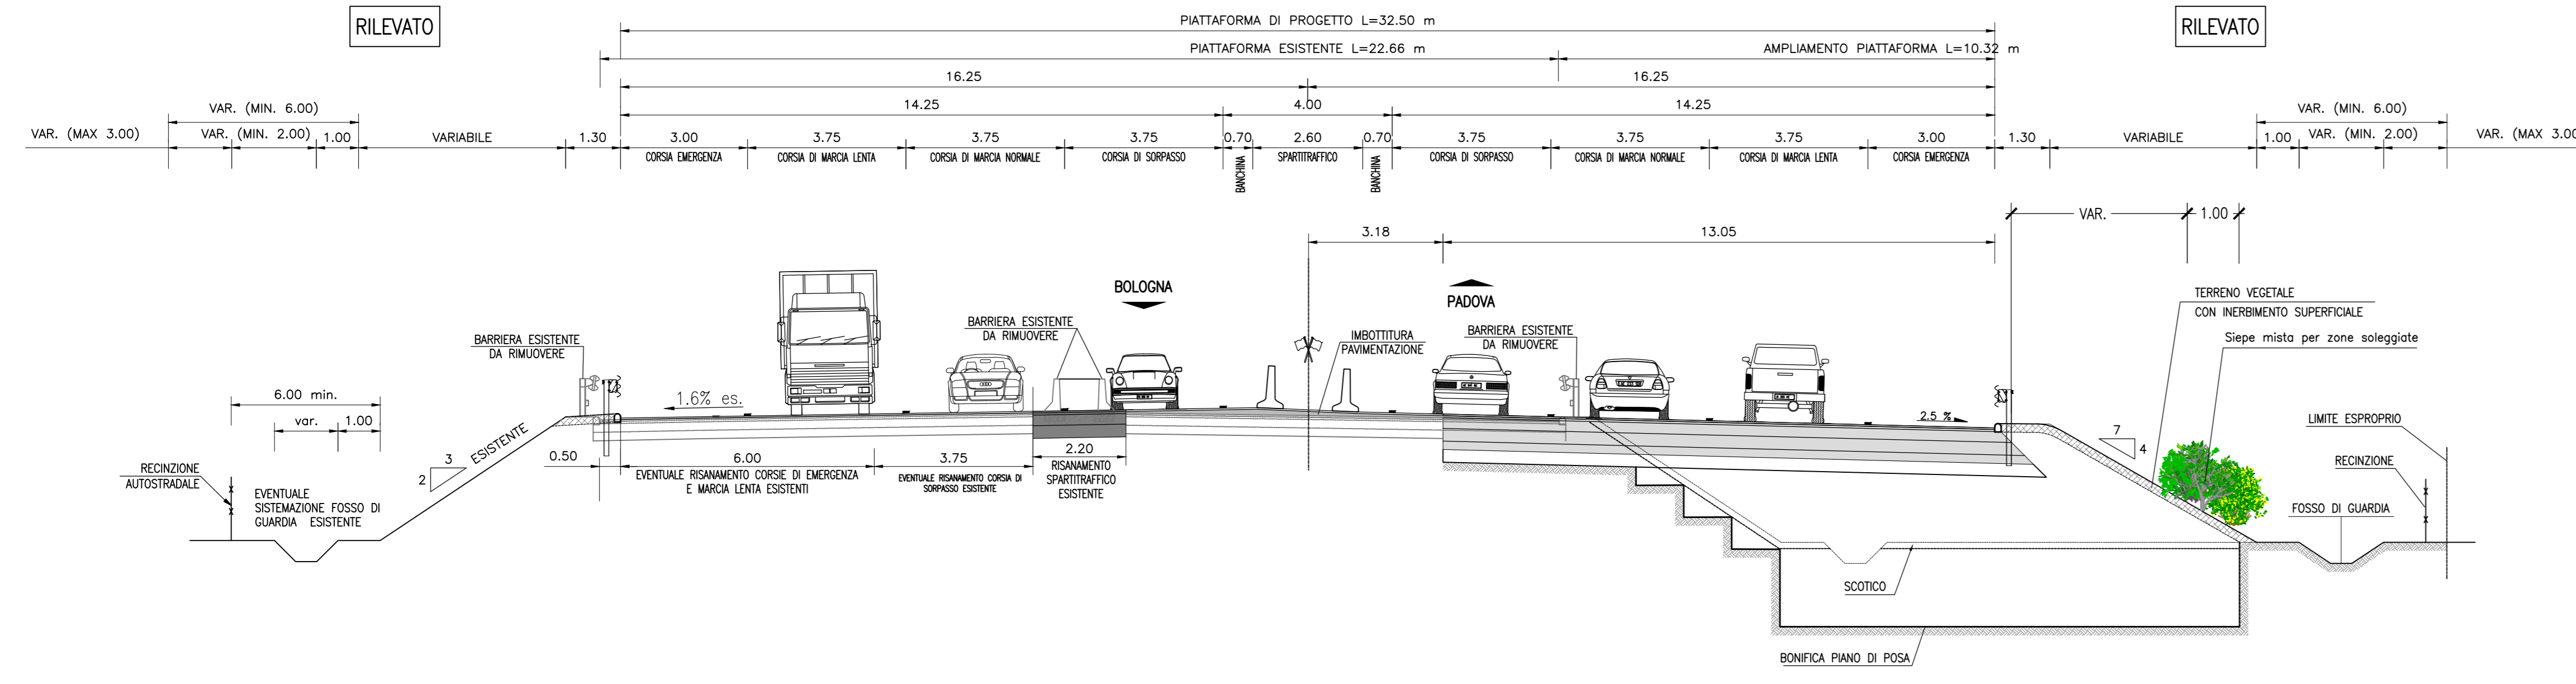 RILEVATO
RILEVATO
PIATTAFORMA DI PROGETTO L=32.50 m
PIATTAFORMA ESISTENTE L=22.66 m
AMPLIAMENTO PIATTAFORMA L=10.32 m
16.25
16.25
14.25
4.00
14.25
VAR. (MIN. 6.00)
VAR. (MIN. 6.00)
VAR. (MAX 3.00)
VAR. (MIN. 2.00)
1.00
VARIABILE
1.30
3.00
3.75
3.75
3.75
0.70
2.60
0.70
3.75
3.75
3.75
3.00
1.30
VARIABILE
1.00
VAR. (MIN. 2.00)
VAR. (MAX 3.00
CORSIA EMERGENZA
CORSIA DI MARCIA LENTA
CORSIA DI MARCIA NORMALE
CORSIA DI SORPASSO
BANCHINA
SPARTITRAFFICO
BANCHINA
CORSIA DI SORPASSO
CORSIA DI MARCIA NORMALE
CORSIA DI MARCIA LENTA
CORSIA EMERGENZA
VAR.
1.00
3.18
13.05
BOLOGNA
PADOVA
TERRENO VEGETALE
CON INERBIMENTO SUPERFICIALE
Siepe mista per zone soleggiate
BARRIERA ESISTENTE
DA RIMUOVERE
BARRIERA ESISTENTE
DA RIMUOVERE
IMBOTTITURA
PAVIMENTAZIONE
BARRIERA ESISTENTE
DA RIMUOVERE
6.00 min.
var.
1.00
1.6% es.
2.5 %
7
4
LIMITE ESPROPRIO
RECINZIONE
FOSSO DI GUARDIA
RECINZIONE
AUTOSTRADALE
EVENTUALE
SISTEMAZIONE FOSSO DI
GUARDIA ESISTENTE
3
2
ESISTENTE
0.50
6.00
EVENTUALE RISANAMENTO CORSIE DI EMERGENZA
E MARCIA LENTA ESISTENTI
3.75
EVENTUALE RISANAMENTO CORSIA DI
SORPASSO ESISTENTE
2.20
RISANAMENTO
SPARTITRAFFICO
ESISTENTE
SCOTICO
BONIFICA PIANO DI POSA